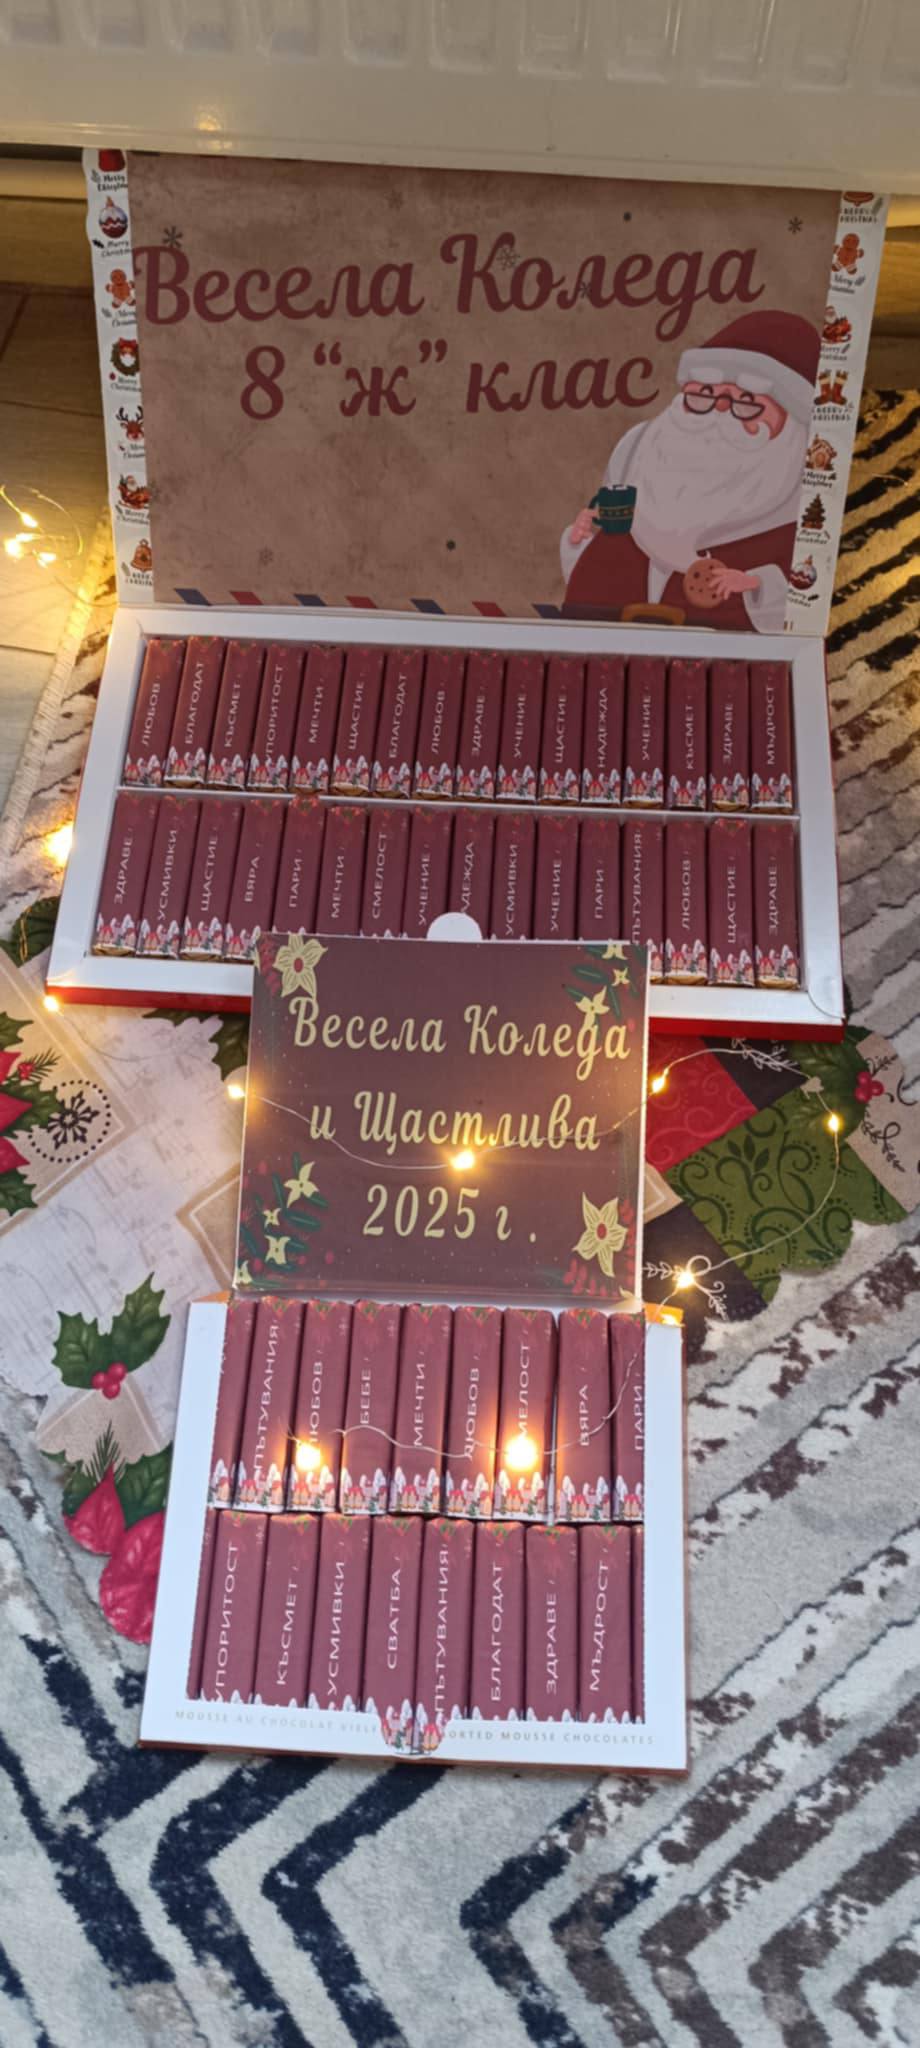 Весела Коледа
8 “ж” клас
ЛЮБОВ
БЛАГОДАТ
КЪСМЕТ
УПОРИТОСТ
МЕЧТИ
ЩАСТИЕ
БЛАГОДАТ
ЛЮБОВ
ЗДРАВЕ
УЧЕНИЕ
ЩАСТИЕ
НАДЕЖДА
УЧЕНИЕ
КЪСМЕТ
ЗДРАВЕ
МЪДРОСТ
ЗДРАВЕ
УСМИВКИ
ЩАСТИЕ
ВЯРА
ПАРИ
МЕЧТИ
СМЕЛОСТ
УЧЕНИЕ
ДЕЖДА
УСМИВКИ
УЧЕНИЕ
ПАРИ
ПЪТУВАНИЯ
ЛЮБОВ
ЩАСТИЕ
ЗДРАВЕ
Весела Коледа
и Щастлива
2025 г.
ПЪТУВАНИЯ
ЛЮБОВ
БЕБЕ
МЕЧТИ
ЛЮБОВ
МЕЛОСТ
ВЯРА
ПАРИ
УПОРИТОСТ
КЪСМЕТ
УСМИВКИ
СВАТБА
ПЪТУВАНИЯ
БЛАГОДАТ
ЗДРАВЕ
МЪДРОСТ
MOUSSE AU CHOCOLAT ORTED MOUSSE CHOCOLATES